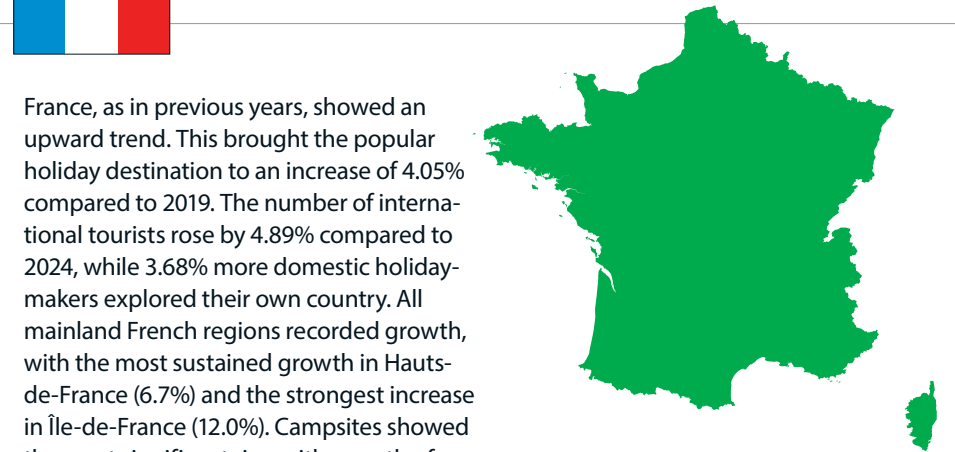 France, as in previous years, showed an
upward trend. This brought the popular
holiday destination to an increase of 4.05%
compared to 2019. The number of interna-
tional tourists rose by 4.89% compared to
2024, while 3.68% more domestic holiday-
makers explored their own country. All
mainland French regions recorded growth,
with the most sustained growth in Hauts-
de-France (6.7%) and the strongest increase
in Île-de-France (12.0%). Campsites showed